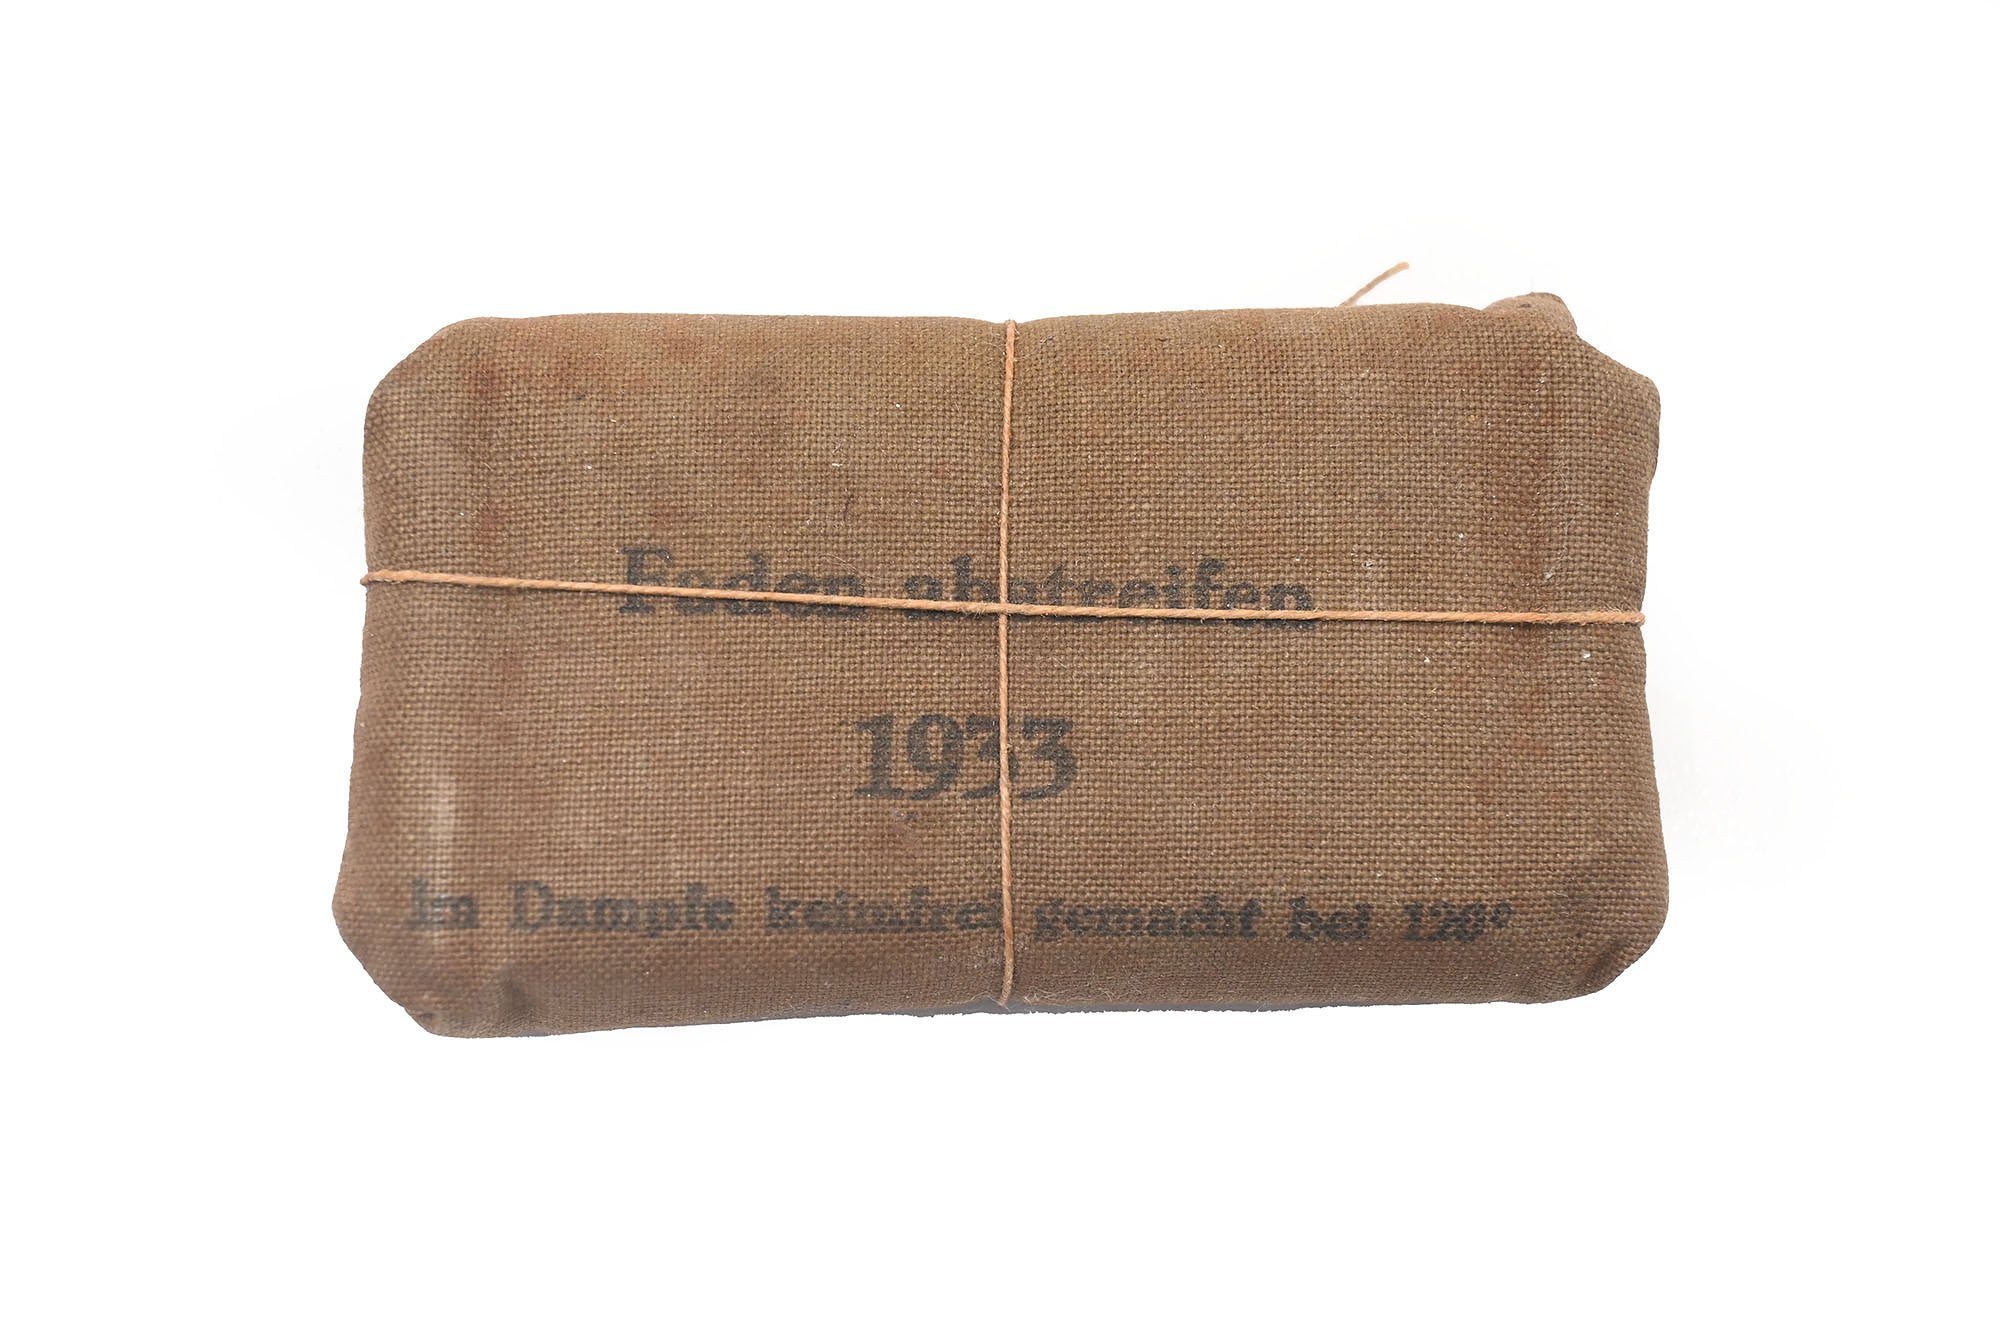 Faden abstreifen
1933
Im Dampfe keimfrei gemacht bei 120°